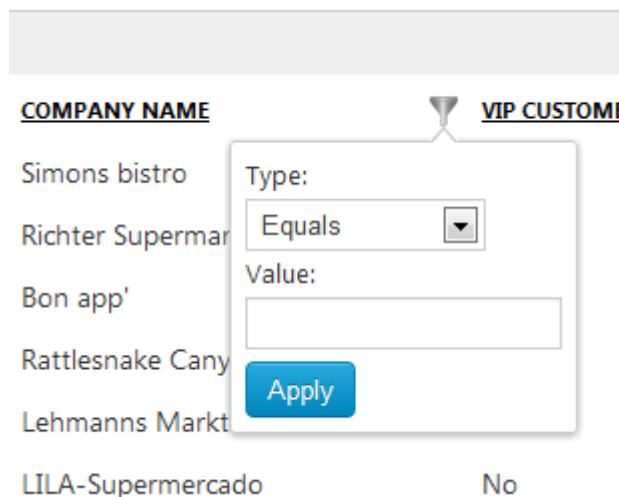 COMPANY NAME VIP CUSTOME
Simons bistro
Type:
Equals
Richter Supermar
Value:
Bon app'
Rattlesnake Cany
Apply
Lehmanns Markt
LILA-Supermercado No